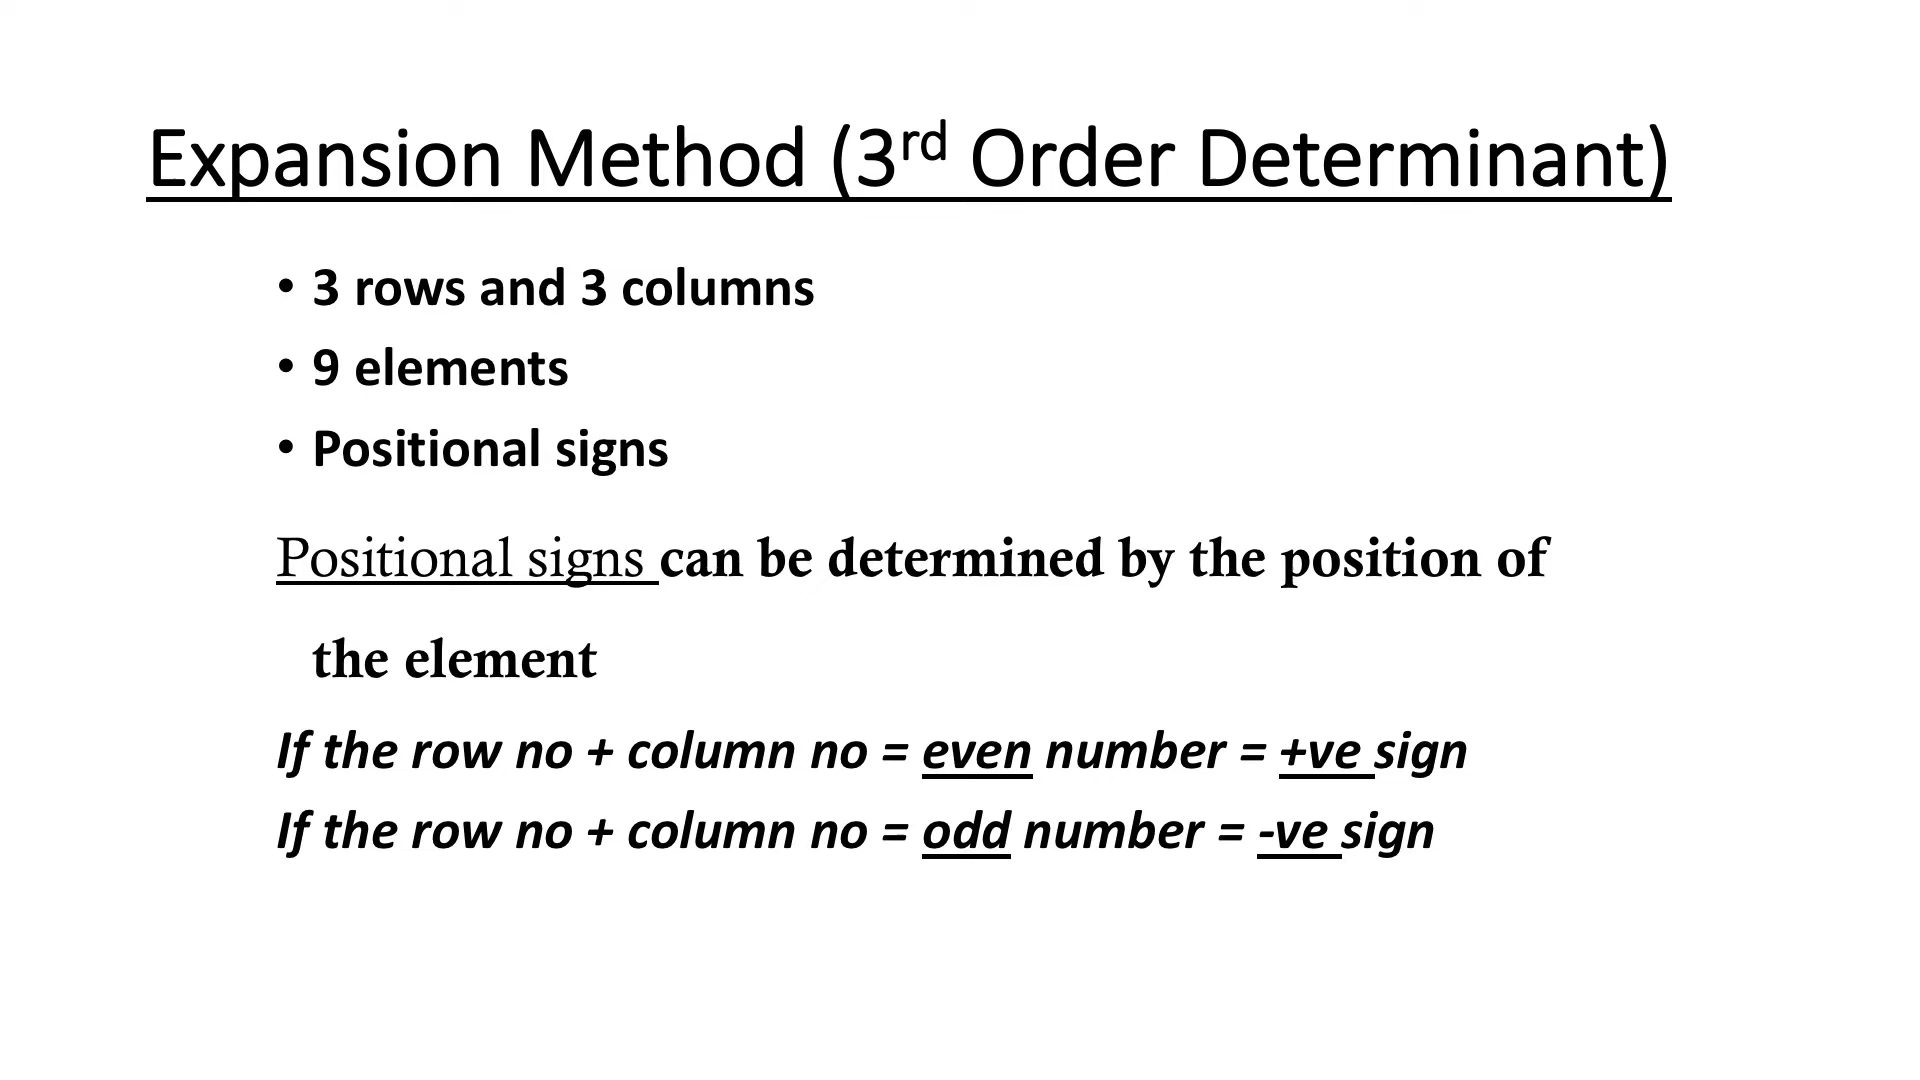 Expansion Method (3rd Order Determinant)
• 3 rows and 3 columns
• 9 elements
• Positional signs
Positional signs can be determined by the position of
the element
If the row no + column no = even number = +ve sign
If the row no + column no = odd number = -ve sign